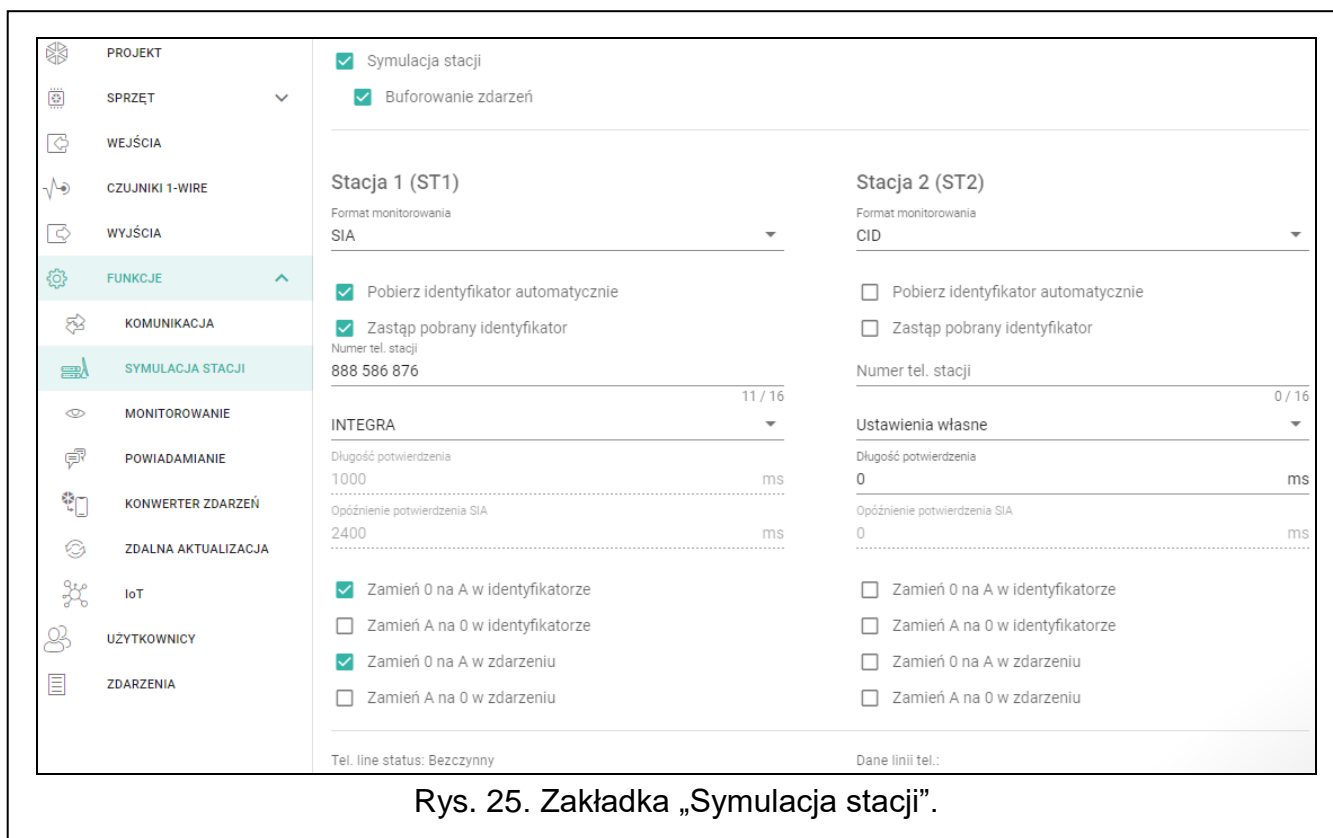 PROJEKT
SPRZĘT
WEJŚCIA
CZUJNIKI 1-WIRE
WYJŚCIA
FUNKCJE
KOMUNIKACJA
SYMULACJA STACJI
MONITOROWANIE
POWIADAMIANIE
KONWERTER ZDARZEŃ
ZDALNA AKTUALIZACJA
IoT
UŻYTKOWNICY
ZDARZENIA
Symulacja stacji
Buforowanie zdarzeń
Stacja 1 (ST1)
Format monitorowania
SIA
Pobierz identyfikator automatycznie
Zastąp pobrany identyfikator
Numer tel. stacji
888 586 876
11 / 16
INTEGRA
Długość potwierdzenia
1000 ms
Opóźnienie potwierdzenia SIA
2400 ms
Zamień 0 na A w identyfikatorze
Zamień A na 0 w identyfikatorze
Zamień 0 na A w zdarzeniu
Zamień A na 0 w zdarzeniu
Tel. line status: Bezczynny
Stacja 2 (ST2)
Format monitorowania
CID
Pobierz identyfikator automatycznie
Zastąp pobrany identyfikator
Numer tel. stacji
0 / 16
Ustawienia własne
Długość potwierdzenia
0 ms
Opóźnienie potwierdzenia SIA
0 ms
Zamień 0 na A w identyfikatorze
Zamień A na 0 w identyfikatorze
Zamień 0 na A w zdarzeniu
Zamień A na 0 w zdarzeniu
Dane linii tel.:
Rys. 25. Zakładka „Symulacja stacji”.